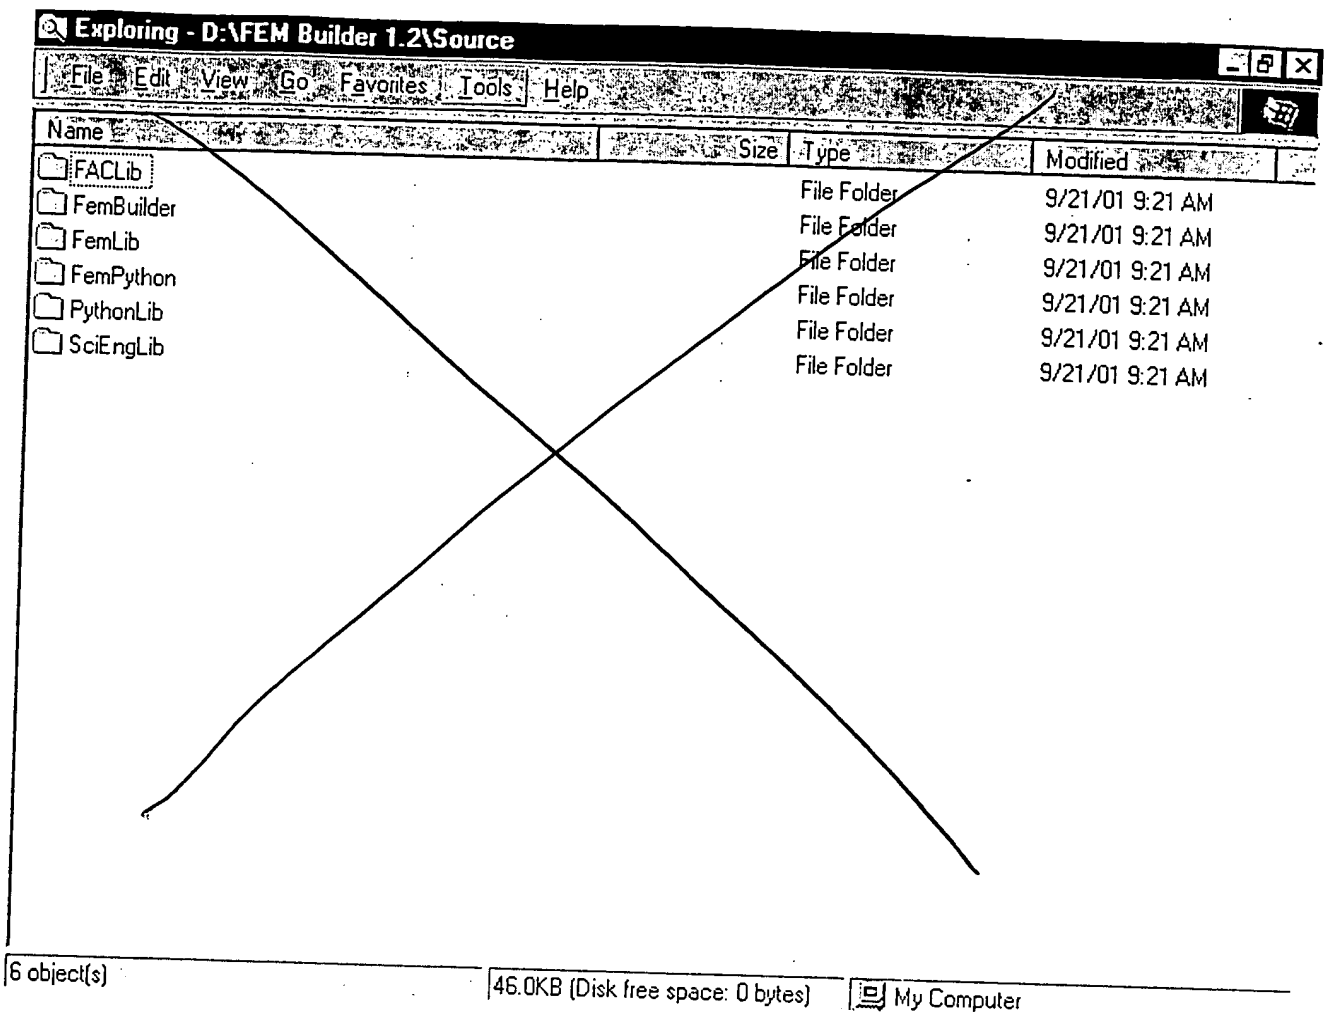 Exploring - D:\FEM Builder 1.2\Source
File Edit View Go Favorites Tools Help
Name Size Type Modified
FACLib File Folder 9/21/01 9:21 AM
FemBuilder File Folder 9/21/01 9:21 AM
FemLib File Folder 9/21/01 9:21 AM
FemPython File Folder 9/21/01 9:21 AM
PythonLib File Folder 9/21/01 9:21 AM
SciEngLib File Folder 9/21/01 9:21 AM
6 object(s) 46.0KB (Disk free space: 0 bytes) My Computer